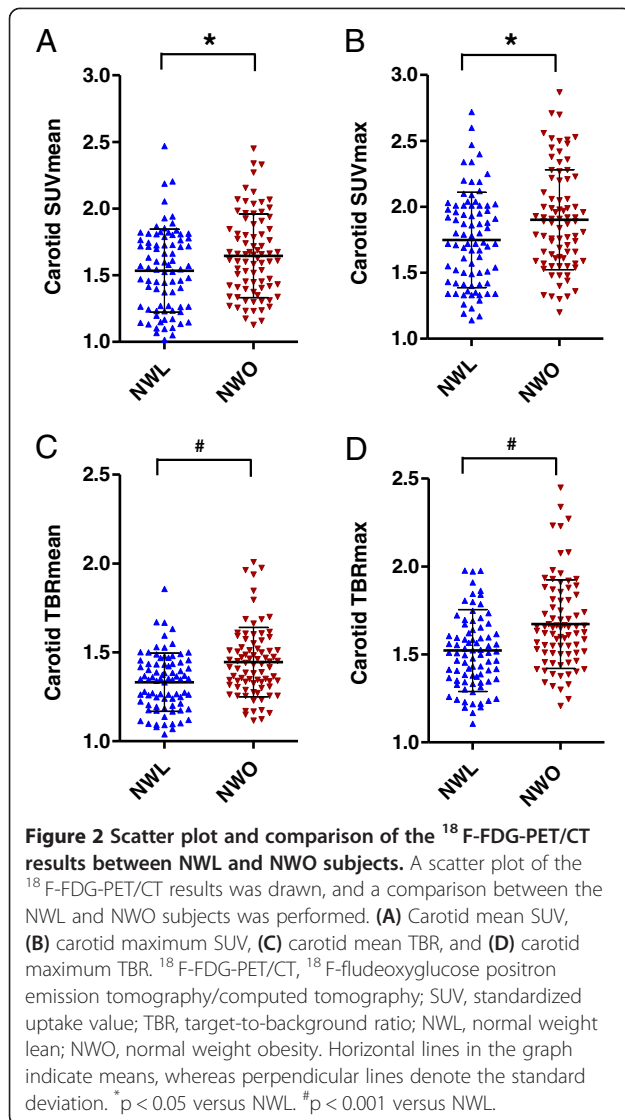 A
*
3.0
2.5
2.0
1.5
1.0
Carotid SUVmean
NWL
NWO
B
*
3.0
2.5
2.0
1.5
1.0
Carotid SUVmax
NWL
NWO
C
#
2.5
2.0
1.5
1.0
Carotid TBRmean
NWL
NWO
D
#
2.5
2.0
1.5
1.0
Carotid TBRmax
NWL
NWO
Figure 2 Scatter plot and comparison of the ¹⁸F-FDG-PET/CT
results between NWL and NWO subjects. A scatter plot of the
¹⁸F-FDG-PET/CT results was drawn, and a comparison between the
NWL and NWO subjects was performed. (A) Carotid mean SUV,
(B) carotid maximum SUV, (C) carotid mean TBR, and (D) carotid
maximum TBR. ¹⁸F-FDG-PET/CT, ¹⁸F-fludeoxyglucose positron
emission tomography/computed tomography; SUV, standardized
uptake value; TBR, target-to-background ratio; NWL, normal weight
lean; NWO, normal weight obesity. Horizontal lines in the graph
indicate means, whereas perpendicular lines denote the standard
deviation. *p < 0.05 versus NWL. #p < 0.001 versus NWL.